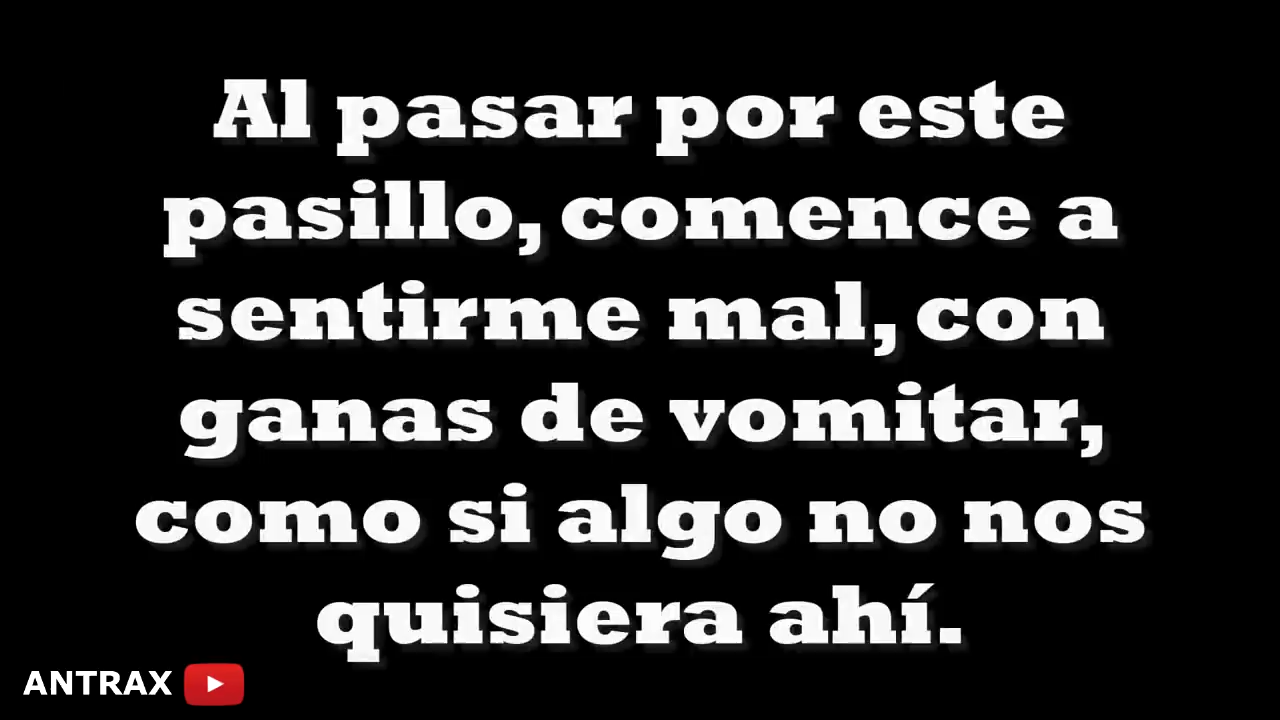 Al pasar por este
pasillo, comence a
sentirme mal, con
ganas de vomitar,
como si algo no nos
quisiera ahí.
ANTRAX